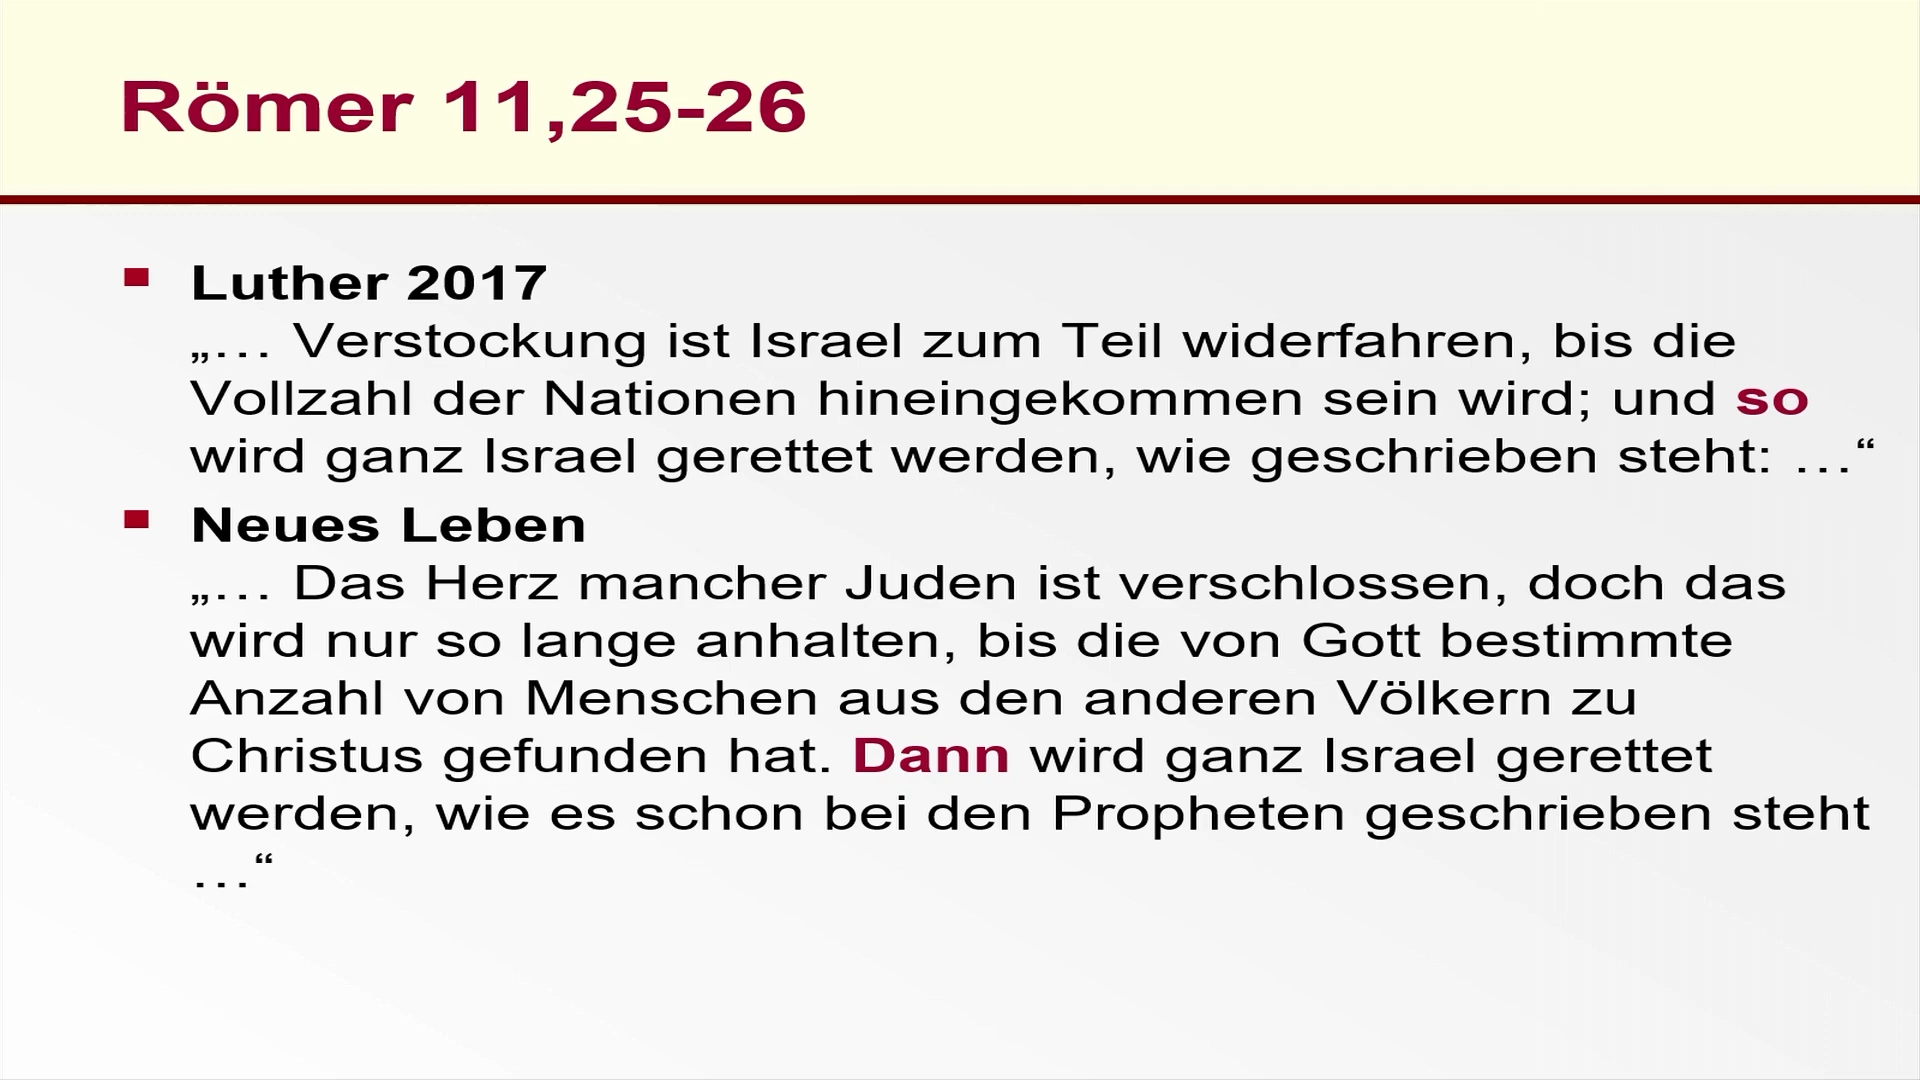 Römer 11,25-26
Luther 2017
„… Verstockung ist Israel zum Teil widerfahren, bis die
Vollzahl der Nationen hineingekommen sein wird; und so
wird ganz Israel gerettet werden, wie geschrieben steht: …“
Neues Leben
„… Das Herz mancher Juden ist verschlossen, doch das
wird nur so lange anhalten, bis die von Gott bestimmte
Anzahl von Menschen aus den anderen Völkern zu
Christus gefunden hat. Dann wird ganz Israel gerettet
werden, wie es schon bei den Propheten geschrieben steht
…“